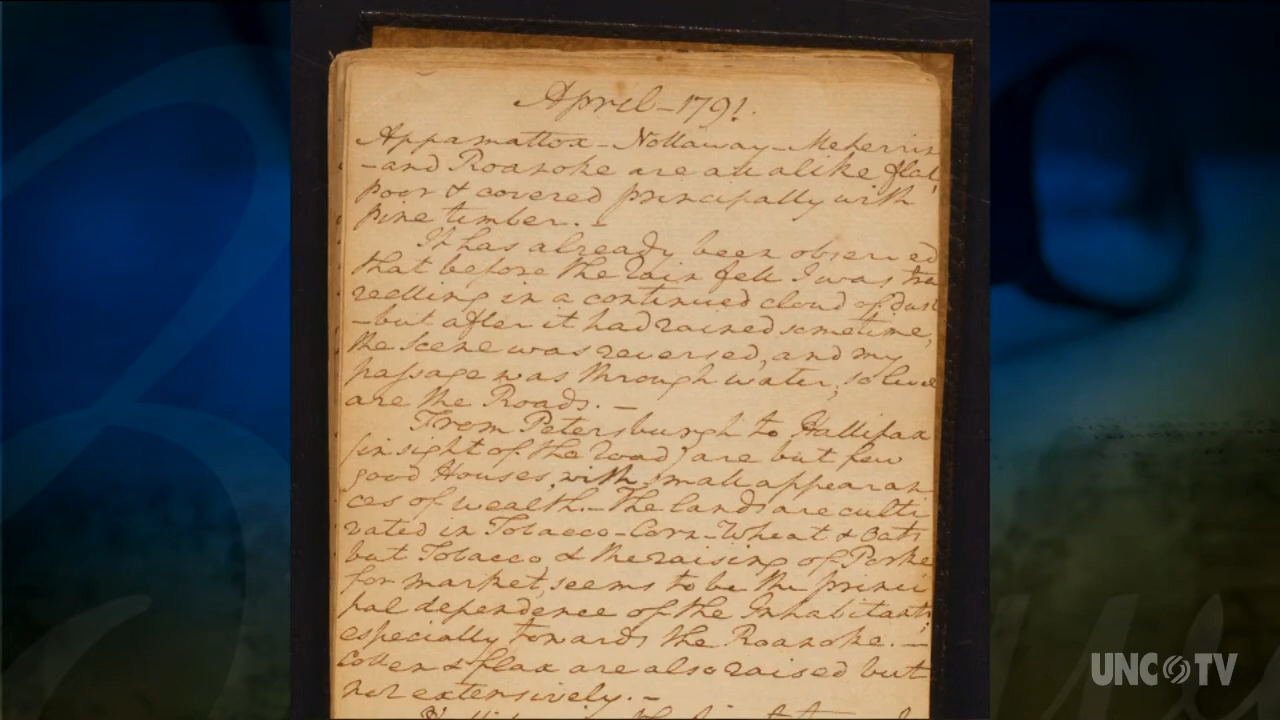 April-1791.
Appamattox - Nottaway - Meherrin
- and Roanoke are all alike flat,
poor & covered principally with
pine timber. -
It has already been observed
that before the rain fell I was tra
velling in a continued cloud of dust
- but after it had rained sometime,
the scene was reversed, and my
passage was through water; so level
are the Roads. -
From Petersburgh to Hallifax
(in sight of the road) are but few
good Houses, with small appearan
ces of wealth. - The lands are culti
vated in Tobacco - Corn - Wheat & Oats
but Tobacco & the raising of Porke
for market, seems to be the princi
pal dependence of the Inhabitants;
especially towards the Roanoke. -
Cotten & flax are also raised but
not extensively. -
UNC TV